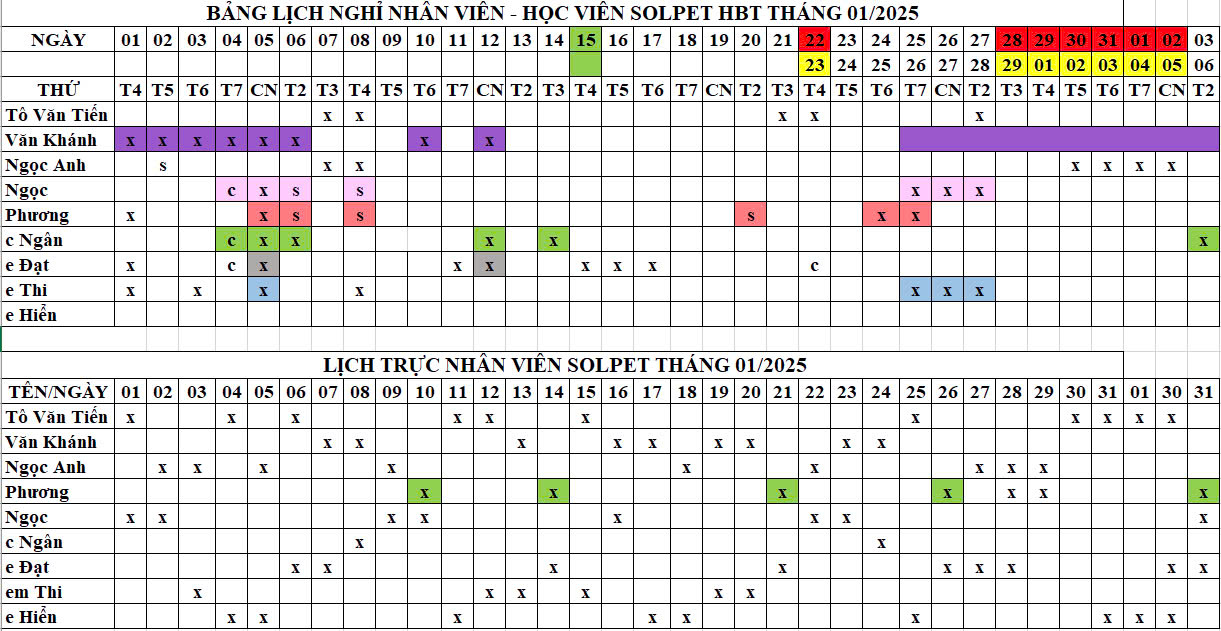 BẢNG LỊCH NGHỈ NHÂN VIÊN - HỌC VIÊN SOLPET HBT THÁNG 01/2025
NGÀY 01 02 03 04 05 06 07 08 09 10 11 12 13 14 15 16 17 18 19 20 21 22 23 24 25 26 27 28 29 30 31 01 02 03
23 24 25 26 27 28 29 01 02 03 04 05 06
THỨ T4 T5 T6 T7 CN T2 T3 T4 T5 T6 T7 CN T2 T3 T4 T5 T6 T7 CN T2 T3 T4 T5 T6 T7 CN T2 T3 T4 T5 T6 T7 CN T2
Tô Văn Tiến x x x x x
Văn Khánh x x x x x x x x
Ngọc Anh s x x x x x x
Ngọc c x s s x x x
Phương x x s s s x x
c Ngân c x x x x x
e Đạt x c x x x x x x c
e Thi x x x x x x x
e Hiển
LỊCH TRỰC NHÂN VIÊN SOLPET THÁNG 01/2025
TÊN/NGÀY 01 02 03 04 05 06 07 08 09 10 11 12 13 14 15 16 17 18 19 20 21 22 23 24 25 26 27 28 29 30 31 01 30 31
Tô Văn Tiến x x x x x x x x x x x
Văn Khánh x x x x x x x x x
Ngọc Anh x x x x x x x x x
Phương x x x x x x x
Ngọc x x x x x x x x
c Ngân x x
e Đạt x x x x x x x x x
em Thi x x x x x x
e Hiển x x x x x x x x x